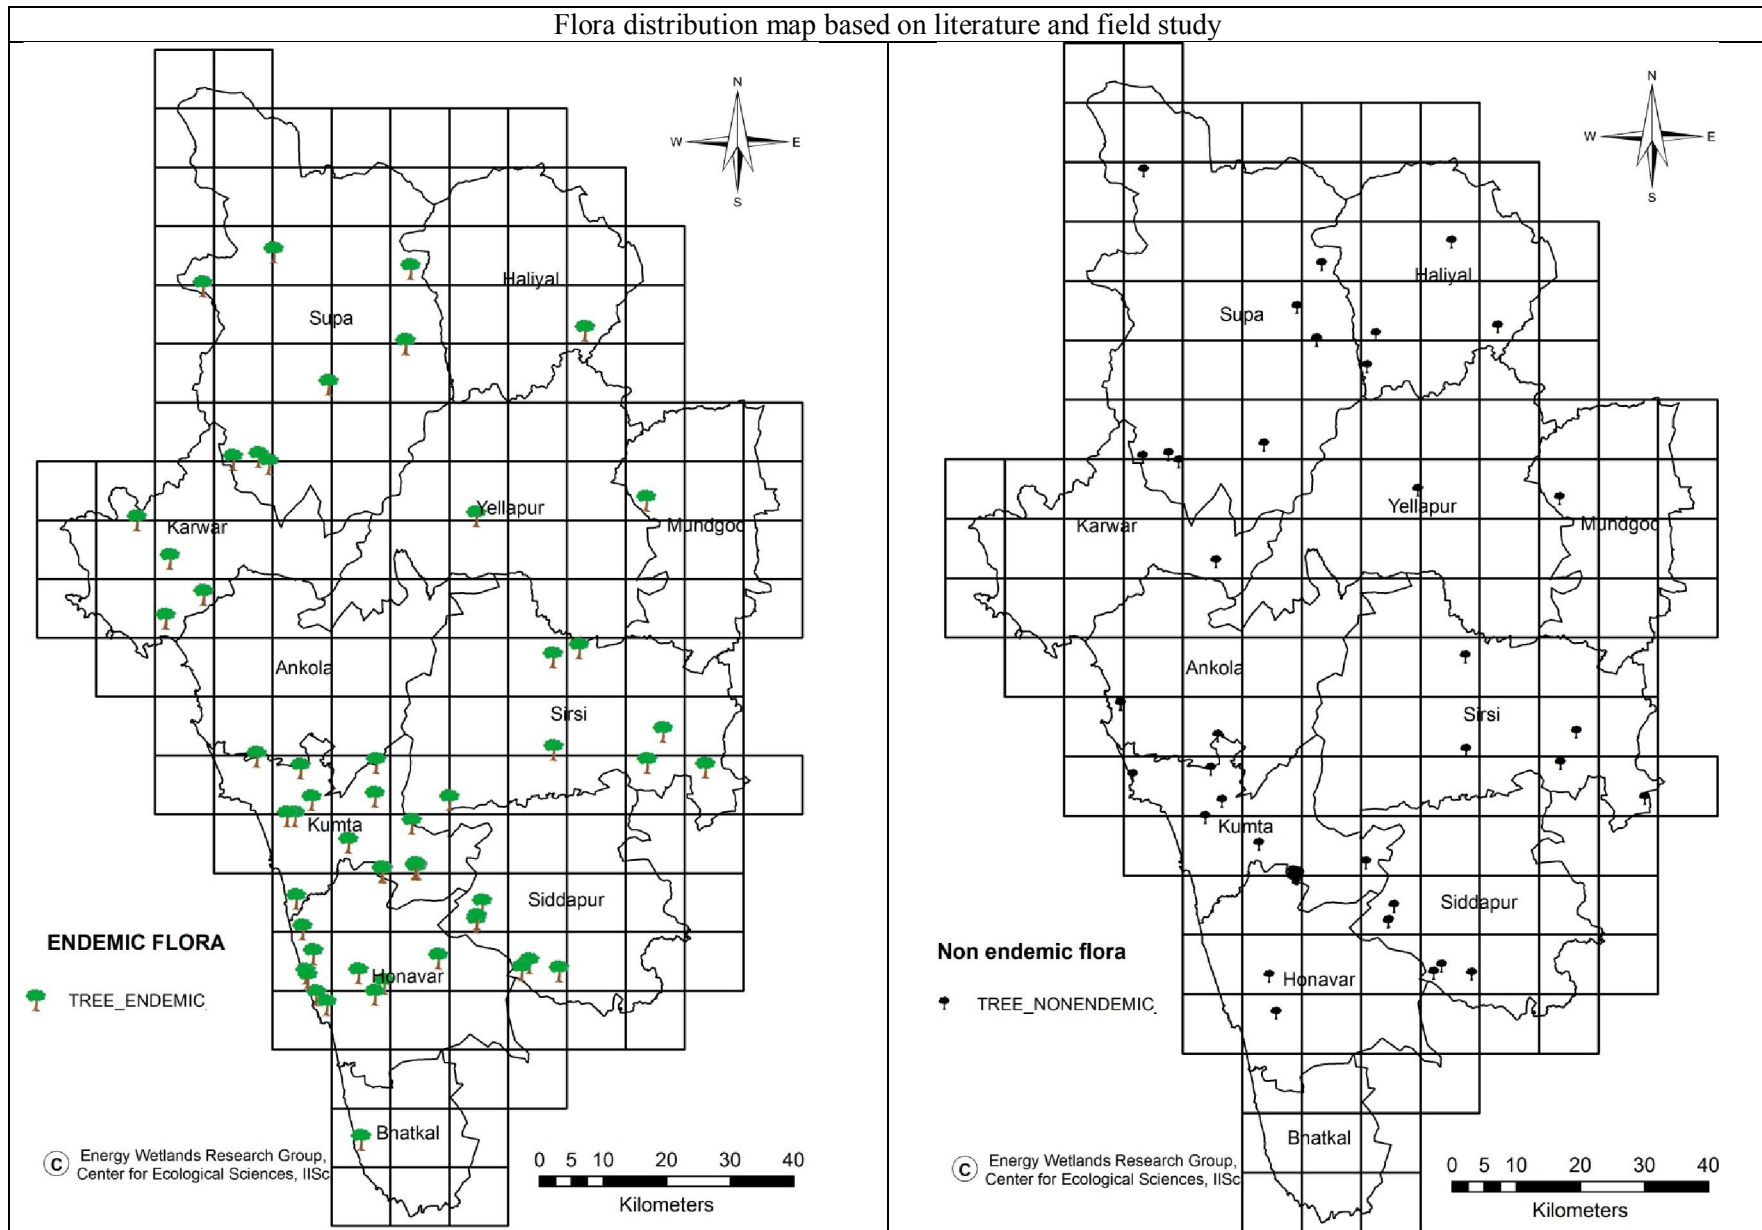 Flora distribution map based on literature and field study
N
W E
S
Haliyal
Supa
Yellapur
Karwar
Mundgod
Ankola
Sirsi
Kumta
Siddapur
ENDEMIC FLORA
Honavar
TREE_ENDEMIC
Bhatkal
C Energy Wetlands Research Group,
Center for Ecological Sciences, IISc
0 5 10 20 30 40
Kilometers
N
W E
S
Haliyal
Supa
Yellapur
Karwar
Mundgod
Ankola
Sirsi
Kumta
Siddapur
Non endemic flora
Honavar
TREE_NONENDEMIC
Bhatkal
C Energy Wetlands Research Group,
Center for Ecological Sciences, IISc
0 5 10 20 30 40
Kilometers